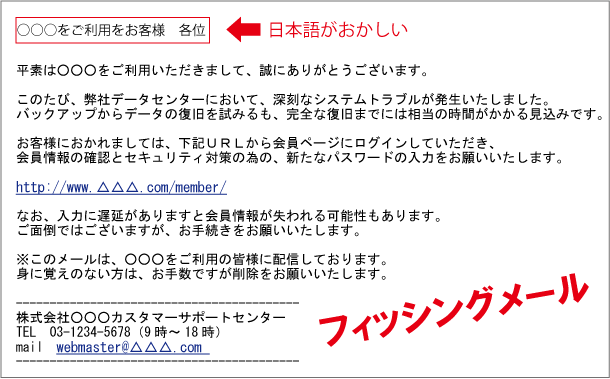 ○○○をご利用をお客様　各位
日本語がおかしい
平素は○○○をご利用いただきまして、誠にありがとうございます。
このたび、弊社データセンターにおいて、深刻なシステムトラブルが発生いたしました。
バックアップからデータの復旧を試みるも、完全な復旧までには相当の時間がかかる見込みです。
お客様におかれましては、下記ＵＲＬから会員ページにログインしていただき、
会員情報の確認とセキュリティ対策の為の、新たなパスワードの入力をお願いいたします。
http://www.△△△.com/member/
なお、入力に遅延がありますと会員情報が失われる可能性もあります。
ご面倒ではございますが、お手続きをお願いいたします。
※このメールは、○○○をご利用の皆様に配信しております。
身に覚えのない方は、お手数ですが削除をお願いいたします。
-------------------------------------------
株式会社○○○カスタマーサポートセンター
TEL　03-1234-5678（9時～18時）
mail　webmaster@△△△.com
-------------------------------------------
フィッシングメール